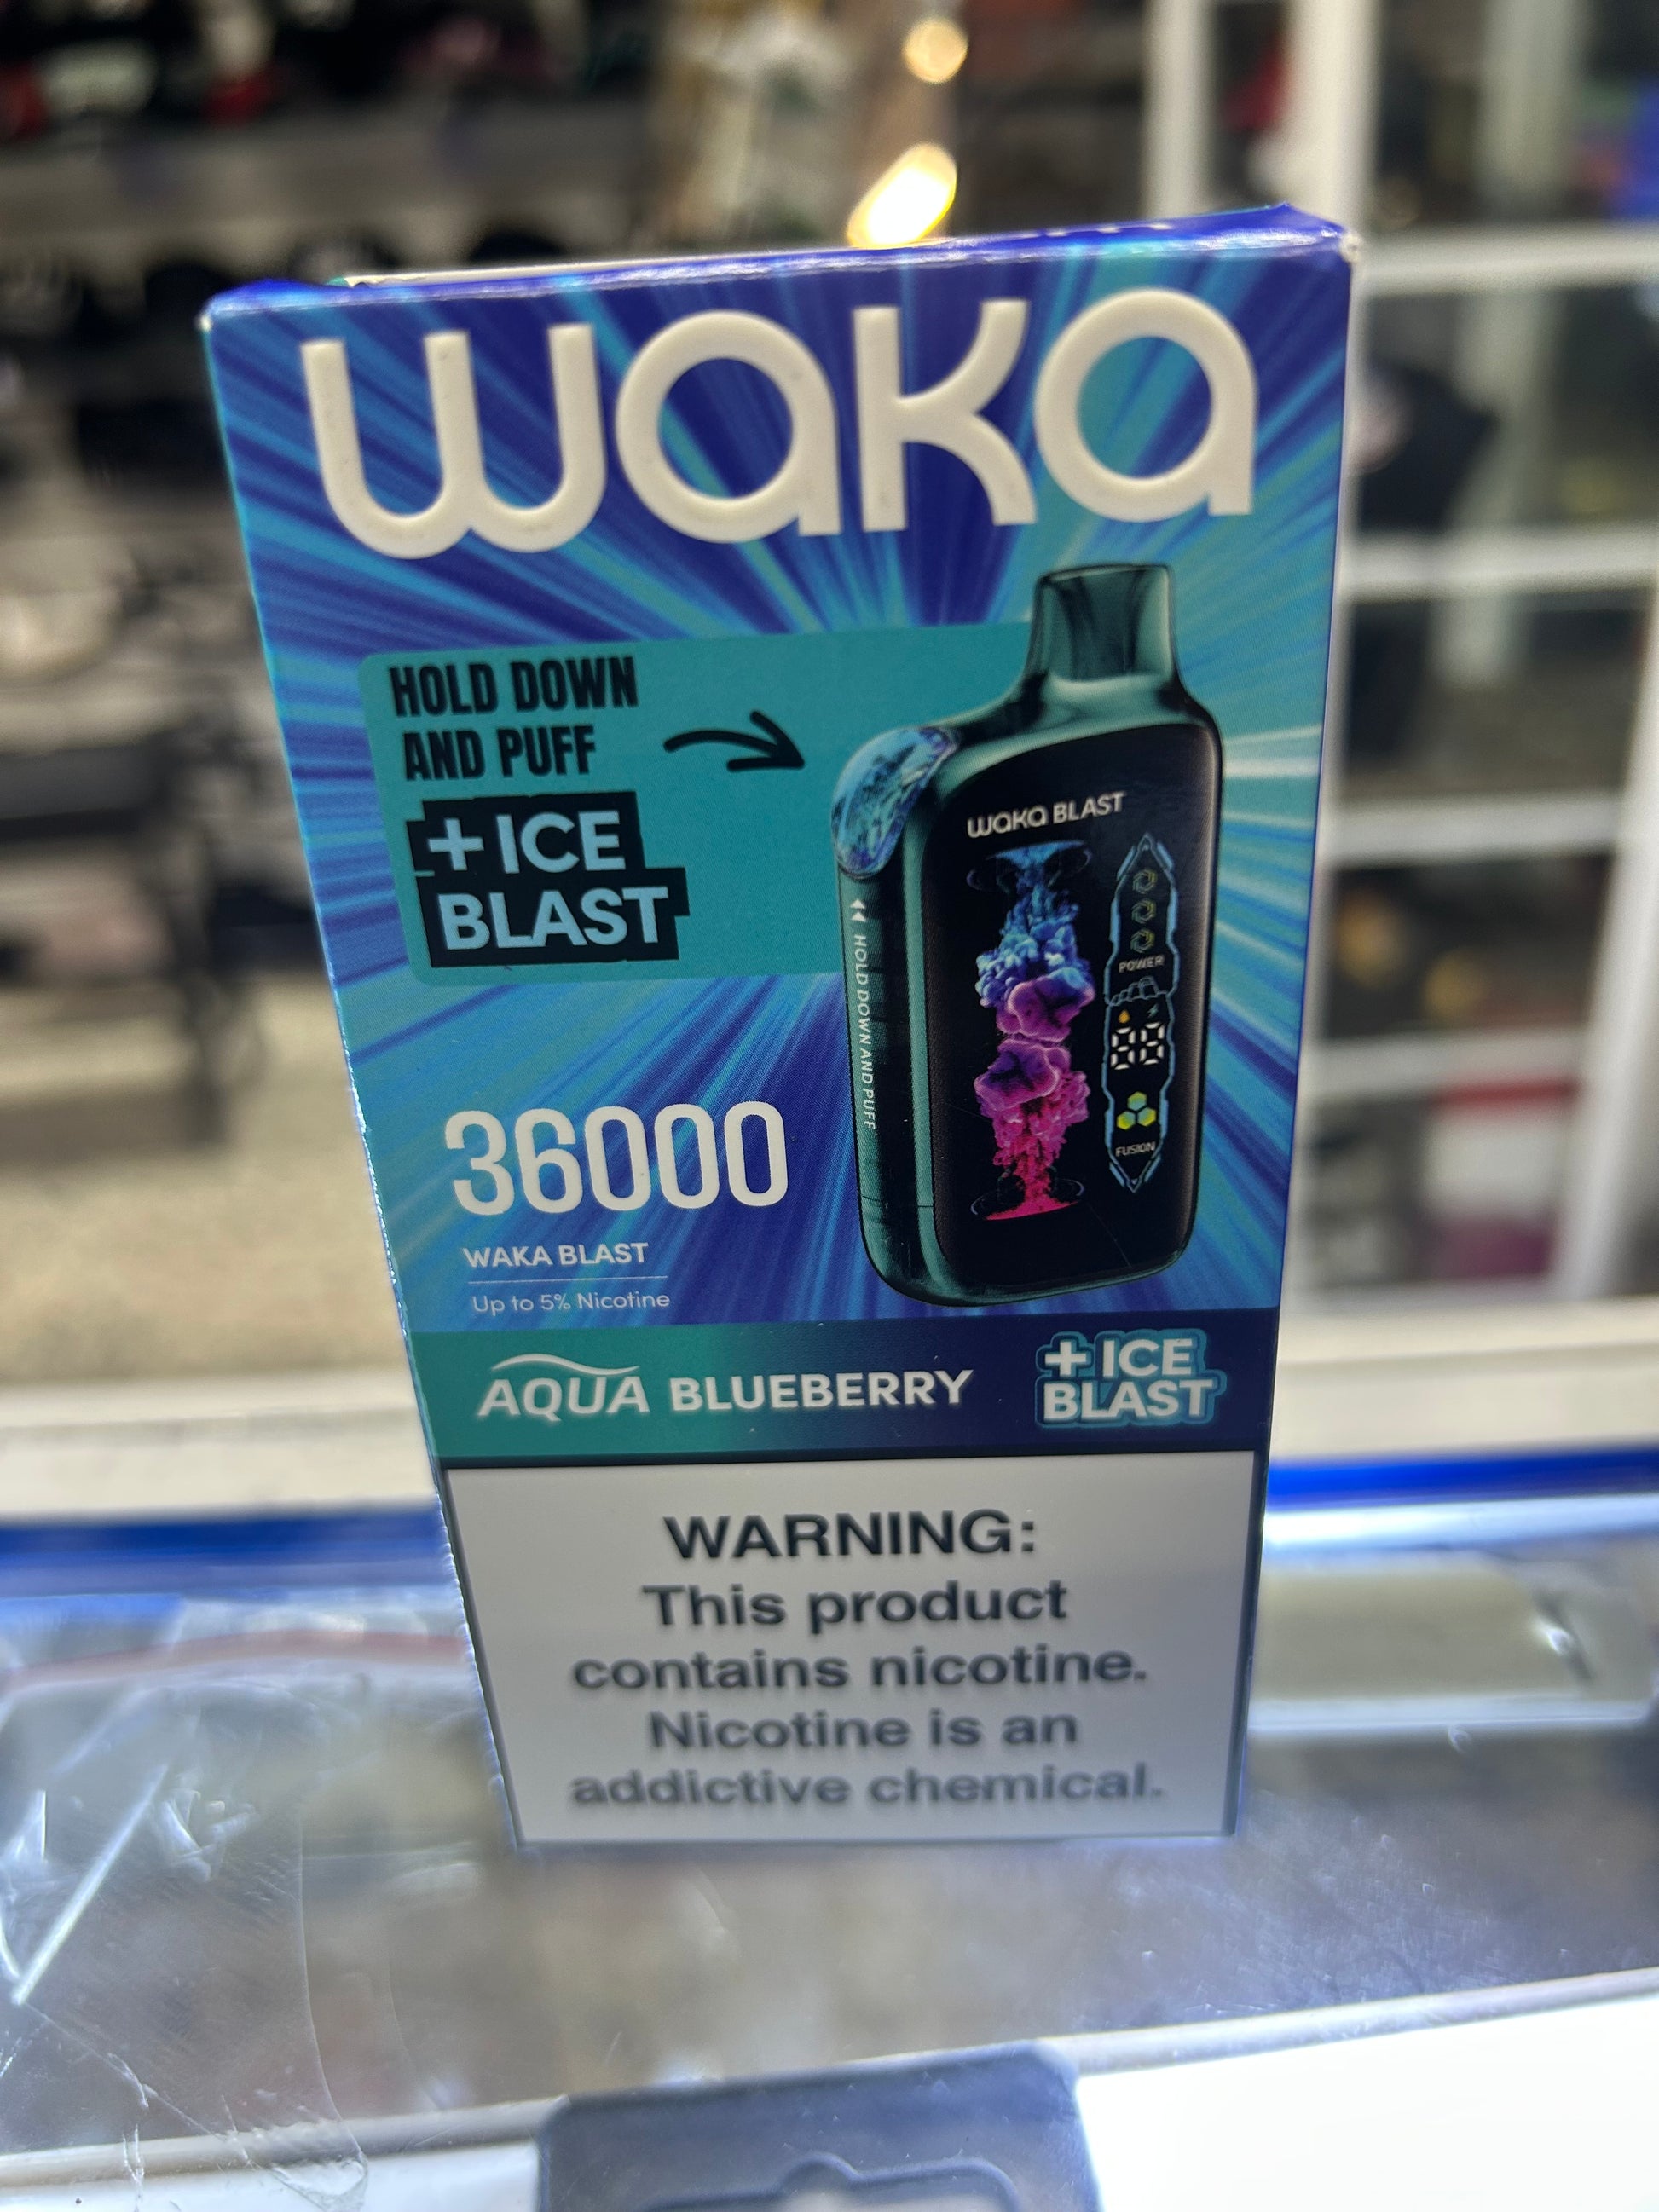 waka
HOLD DOWN
AND PUFF
+ ICE
BLAST
waka BLAST
POWER
88
FUSION
HOLD DOWN AND PUFF
36000
WAKA BLAST
Up to 5% Nicotine
AQUA BLUEBERRY
+ ICE
BLAST
WARNING:
This product
contains nicotine.
Nicotine is an
addictive chemical.